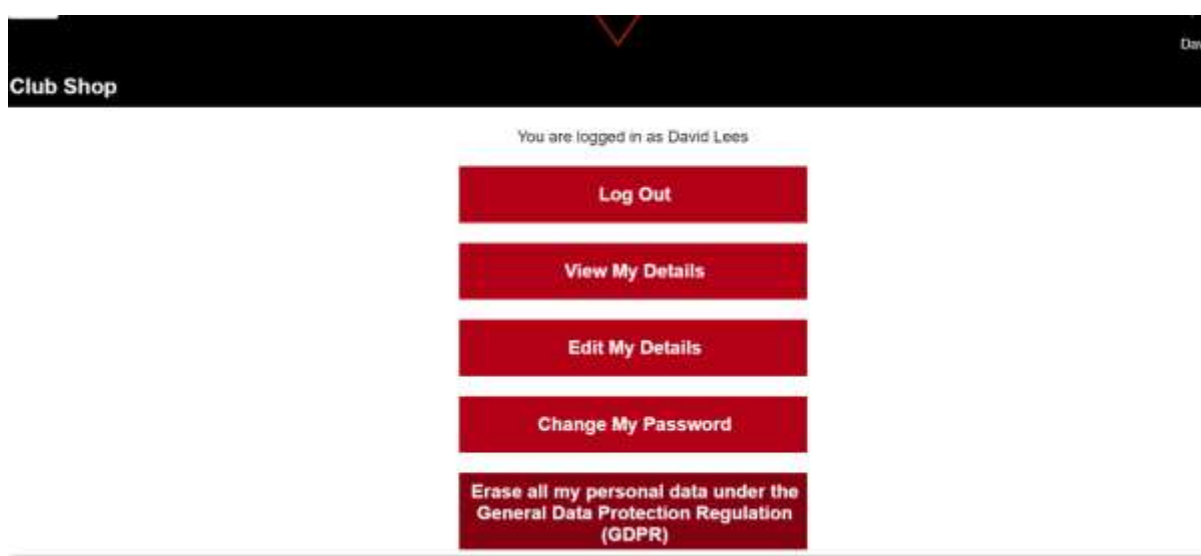 Dav
Club Shop
You are logged in as David Lees
Log Out
View My Details
Edit My Details
Change My Password
Erase all my personal data under the
General Data Protection Regulation
(GDPR)